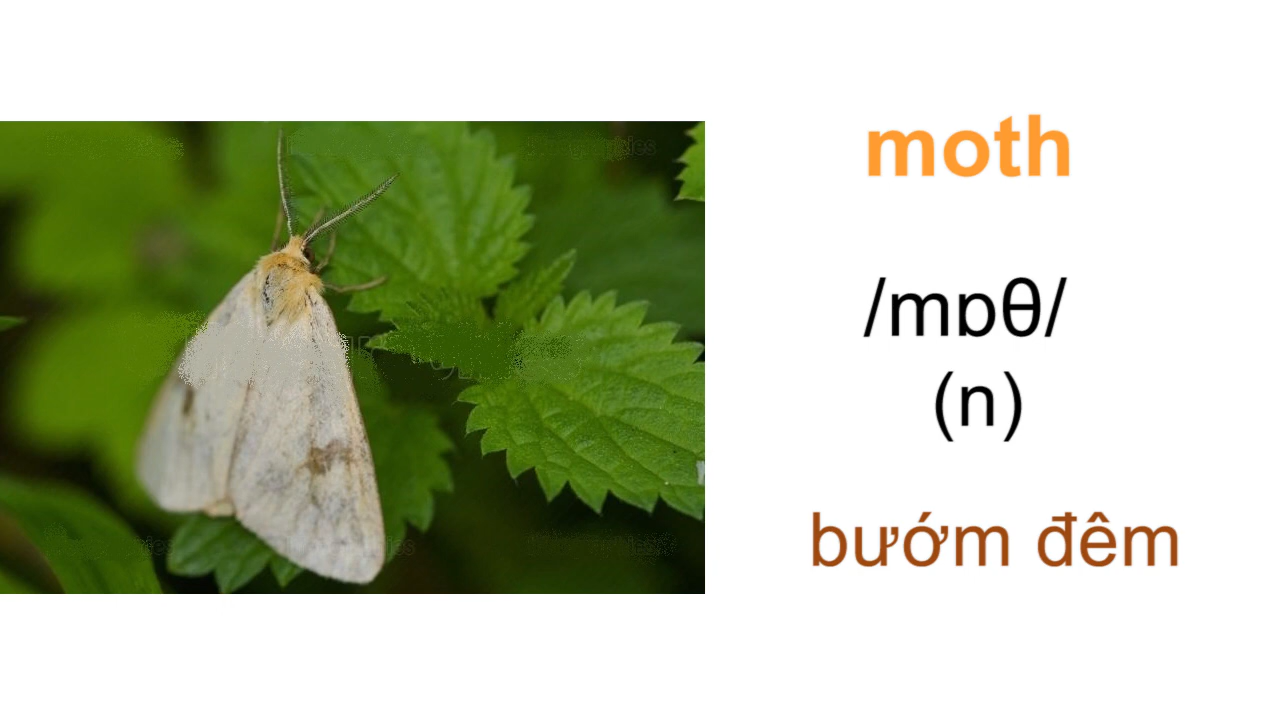 moth
/mɒθ/
(n)
bướm đêm